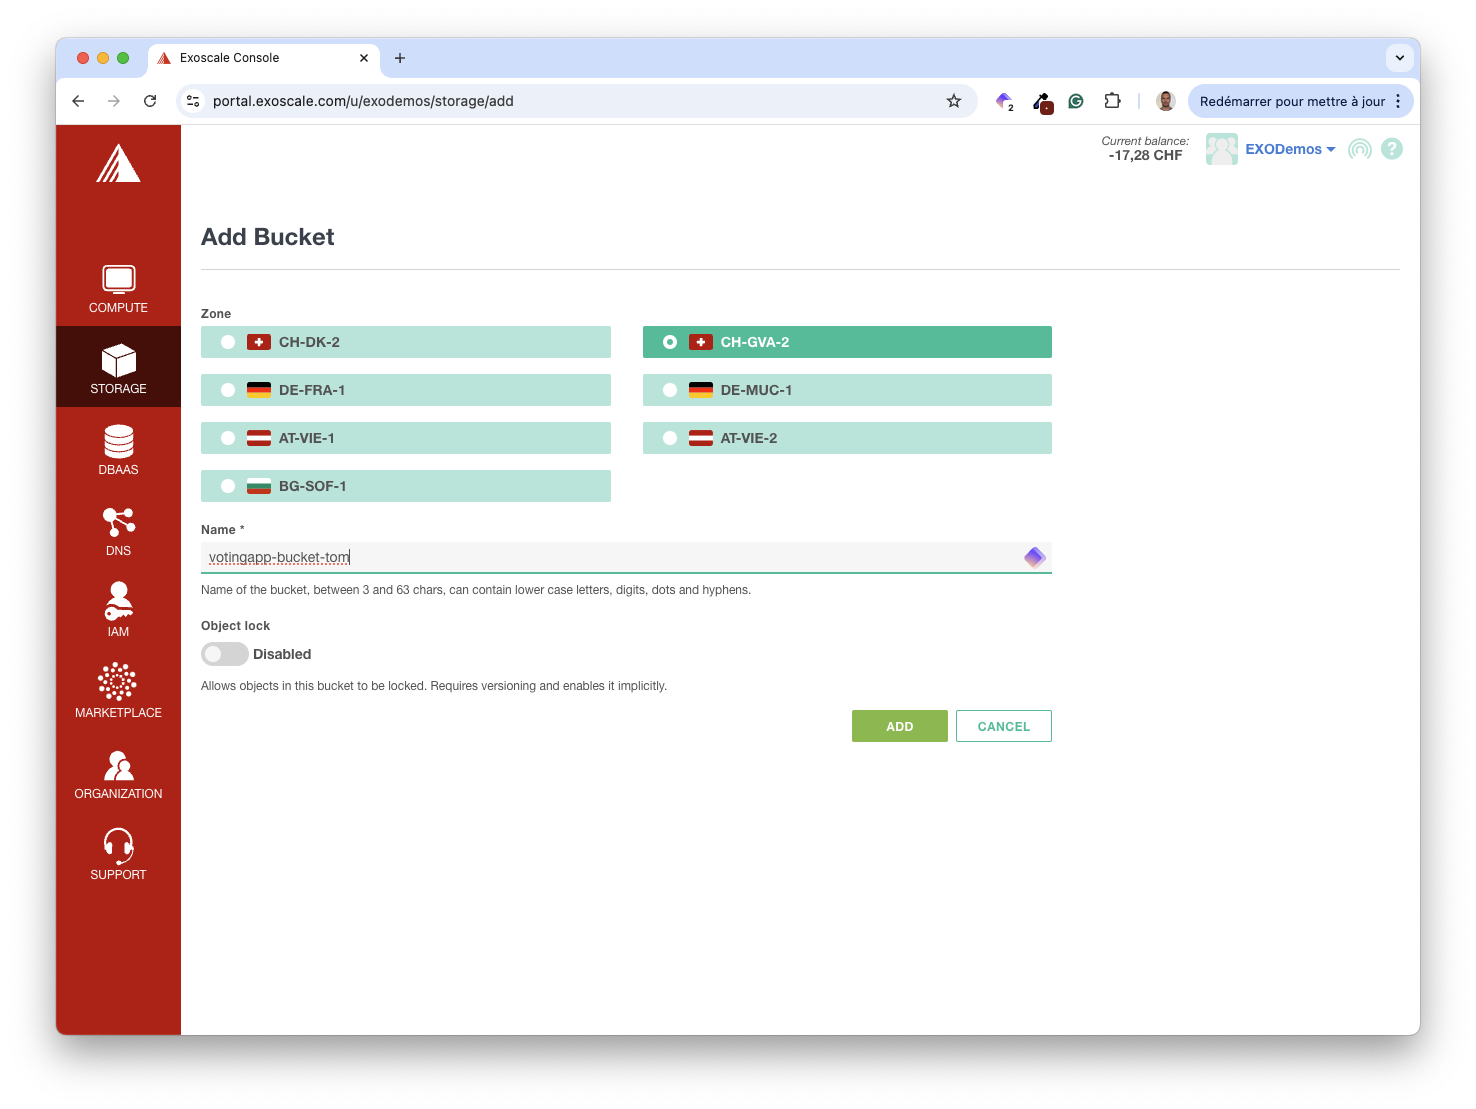 Exoscale Console
portal.exoscale.com/u/exodemos/storage/add
2
Redémarrer pour mettre à jour
Current balance:
-17,28 CHF
EXODemos
?
COMPUTE
STORAGE
DBAAS
DNS
IAM
MARKETPLACE
ORGANIZATION
SUPPORT
Add Bucket
Zone
CH-DK-2
CH-GVA-2
DE-FRA-1
DE-MUC-1
AT-VIE-1
AT-VIE-2
BG-SOF-1
Name *
votingapp-bucket-tom
Name of the bucket, between 3 and 63 chars, can contain lower case letters, digits, dots and hyphens.
Object lock
Disabled
Allows objects in this bucket to be locked. Requires versioning and enables it implicitly.
ADD
CANCEL